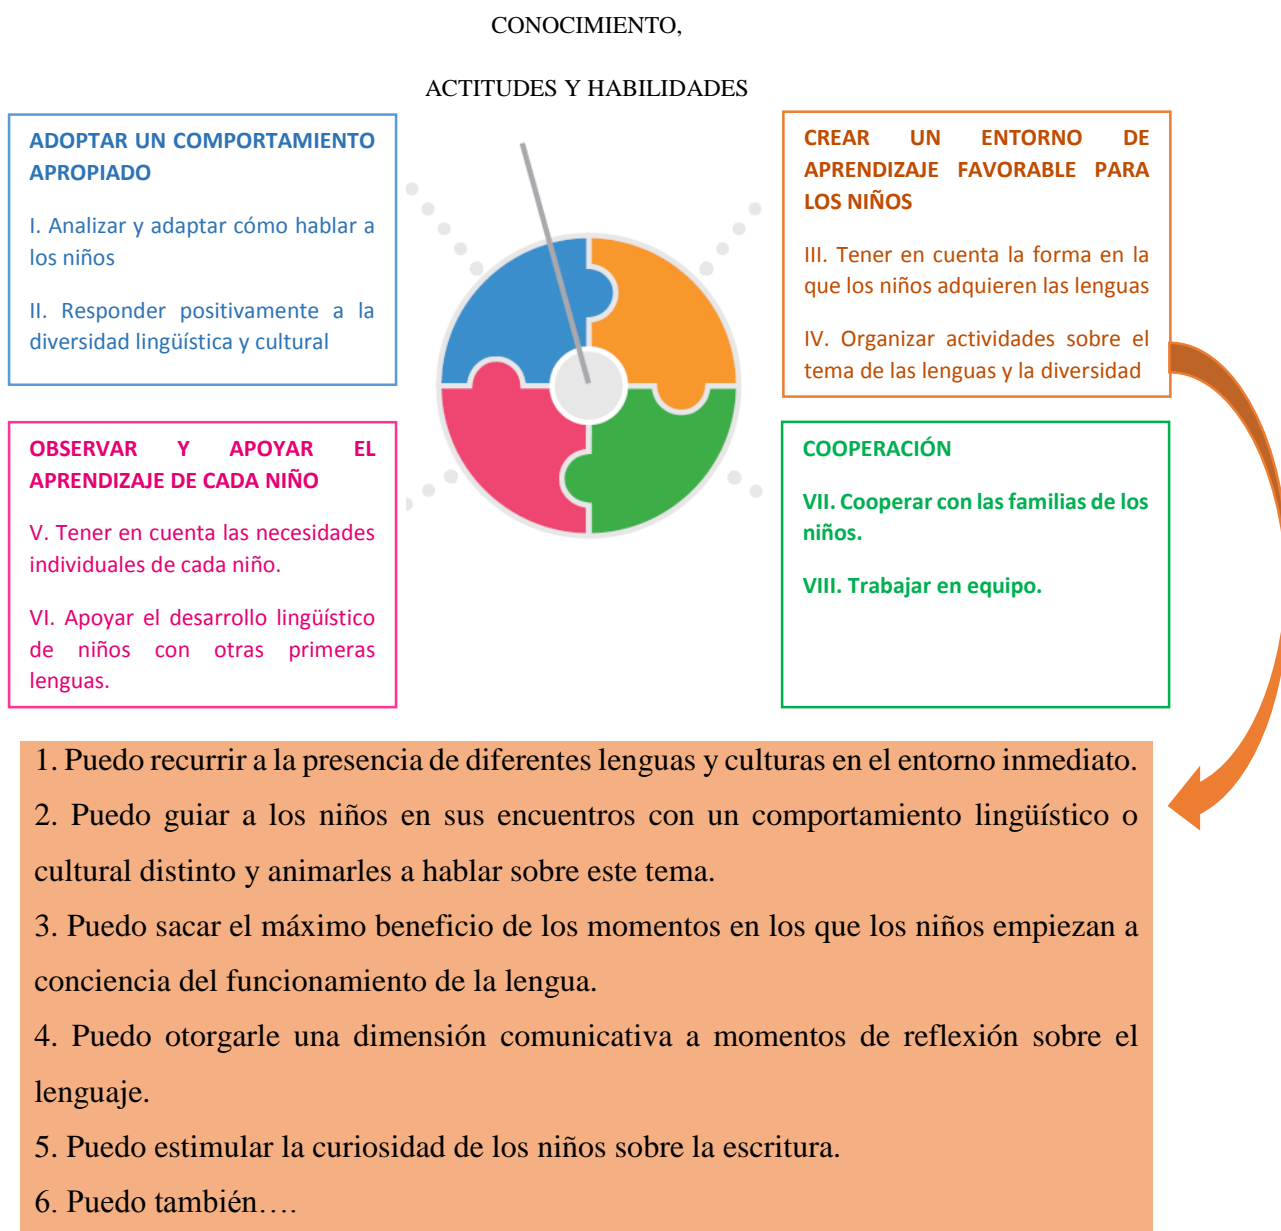 CONOCIMIENTO,
ACTITUDES Y HABILIDADES
ADOPTAR UN COMPORTAMIENTO
APROPIADO
I. Analizar y adaptar cómo hablar a
los niños
II. Responder positivamente a la
diversidad lingüística y cultural
CREAR UN ENTORNO DE
APRENDIZAJE FAVORABLE PARA
LOS NIÑOS
III. Tener en cuenta la forma en la
que los niños adquieren las lenguas
IV. Organizar actividades sobre el
tema de las lenguas y la diversidad
OBSERVAR Y APOYAR EL
APRENDIZAJE DE CADA NIÑO
V. Tener en cuenta las necesidades
individuales de cada niño.
VI. Apoyar el desarrollo lingüístico
de niños con otras primeras
lenguas.
COOPERACIÓN
VII. Cooperar con las familias de los
niños.
VIII. Trabajar en equipo.
1. Puedo recurrir a la presencia de diferentes lenguas y culturas en el entorno inmediato.
2. Puedo guiar a los niños en sus encuentros con un comportamiento lingüístico o
cultural distinto y animarles a hablar sobre este tema.
3. Puedo sacar el máximo beneficio de los momentos en los que los niños empiezan a
conciencia del funcionamiento de la lengua.
4. Puedo otorgarle una dimensión comunicativa a momentos de reflexión sobre el
lenguaje.
5. Puedo estimular la curiosidad de los niños sobre la escritura.
6. Puedo también….